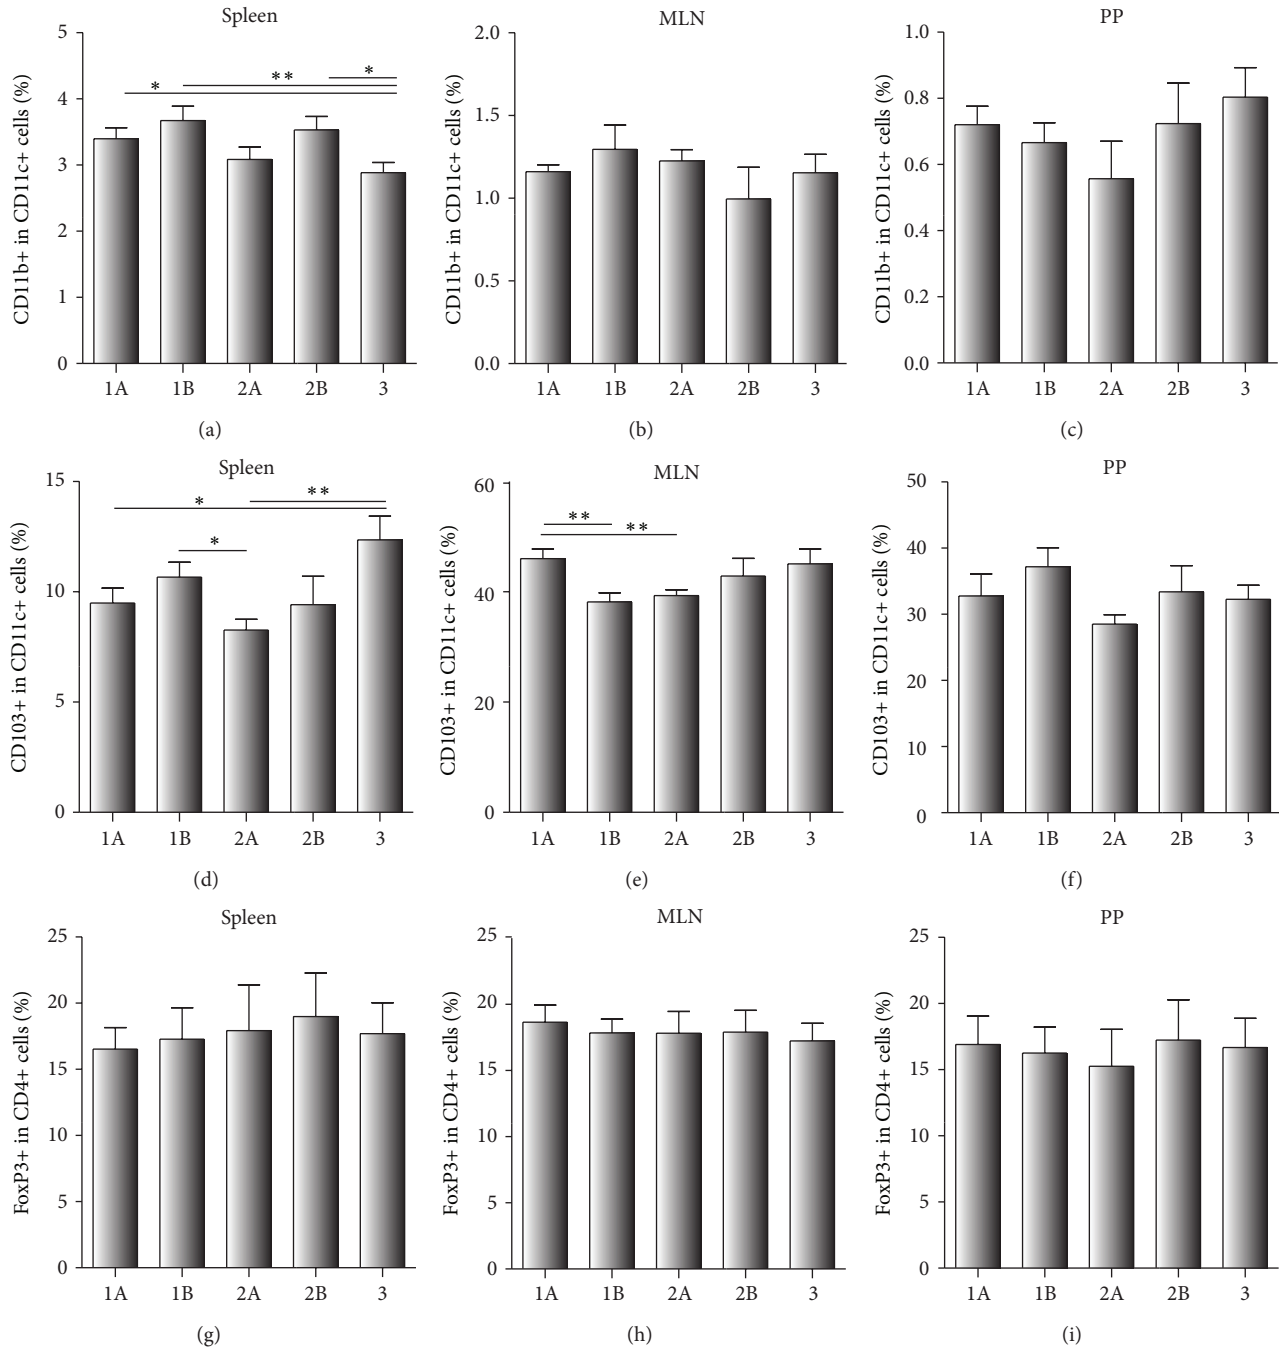 Spleen
CD11b+ in CD11c+ cells (%)
5
4
3
2
1
0
*
**
*
1A 1B 2A 2B 3
(a)
MLN
CD11b+ in CD11c+ cells (%)
2.0
1.5
1.0
0.5
0.0
1A 1B 2A 2B 3
(b)
PP
CD11b+ in CD11c+ cells (%)
1.0
0.8
0.6
0.4
0.2
0.0
1A 1B 2A 2B 3
(c)
Spleen
CD103+ in CD11c+ cells (%)
15
10
5
0
*
**
*
1A 1B 2A 2B 3
(d)
MLN
CD103+ in CD11c+ cells (%)
60
40
20
0
**
**
1A 1B 2A 2B 3
(e)
PP
CD103+ in CD11c+ cells (%)
50
40
30
20
10
0
1A 1B 2A 2B 3
(f)
Spleen
FoxP3+ in CD4+ cells (%)
25
20
15
10
5
0
1A 1B 2A 2B 3
(g)
MLN
FoxP3+ in CD4+ cells (%)
25
20
15
10
5
0
1A 1B 2A 2B 3
(h)
PP
FoxP3+ in CD4+ cells (%)
25
20
15
10
5
0
1A 1B 2A 2B 3
(i)